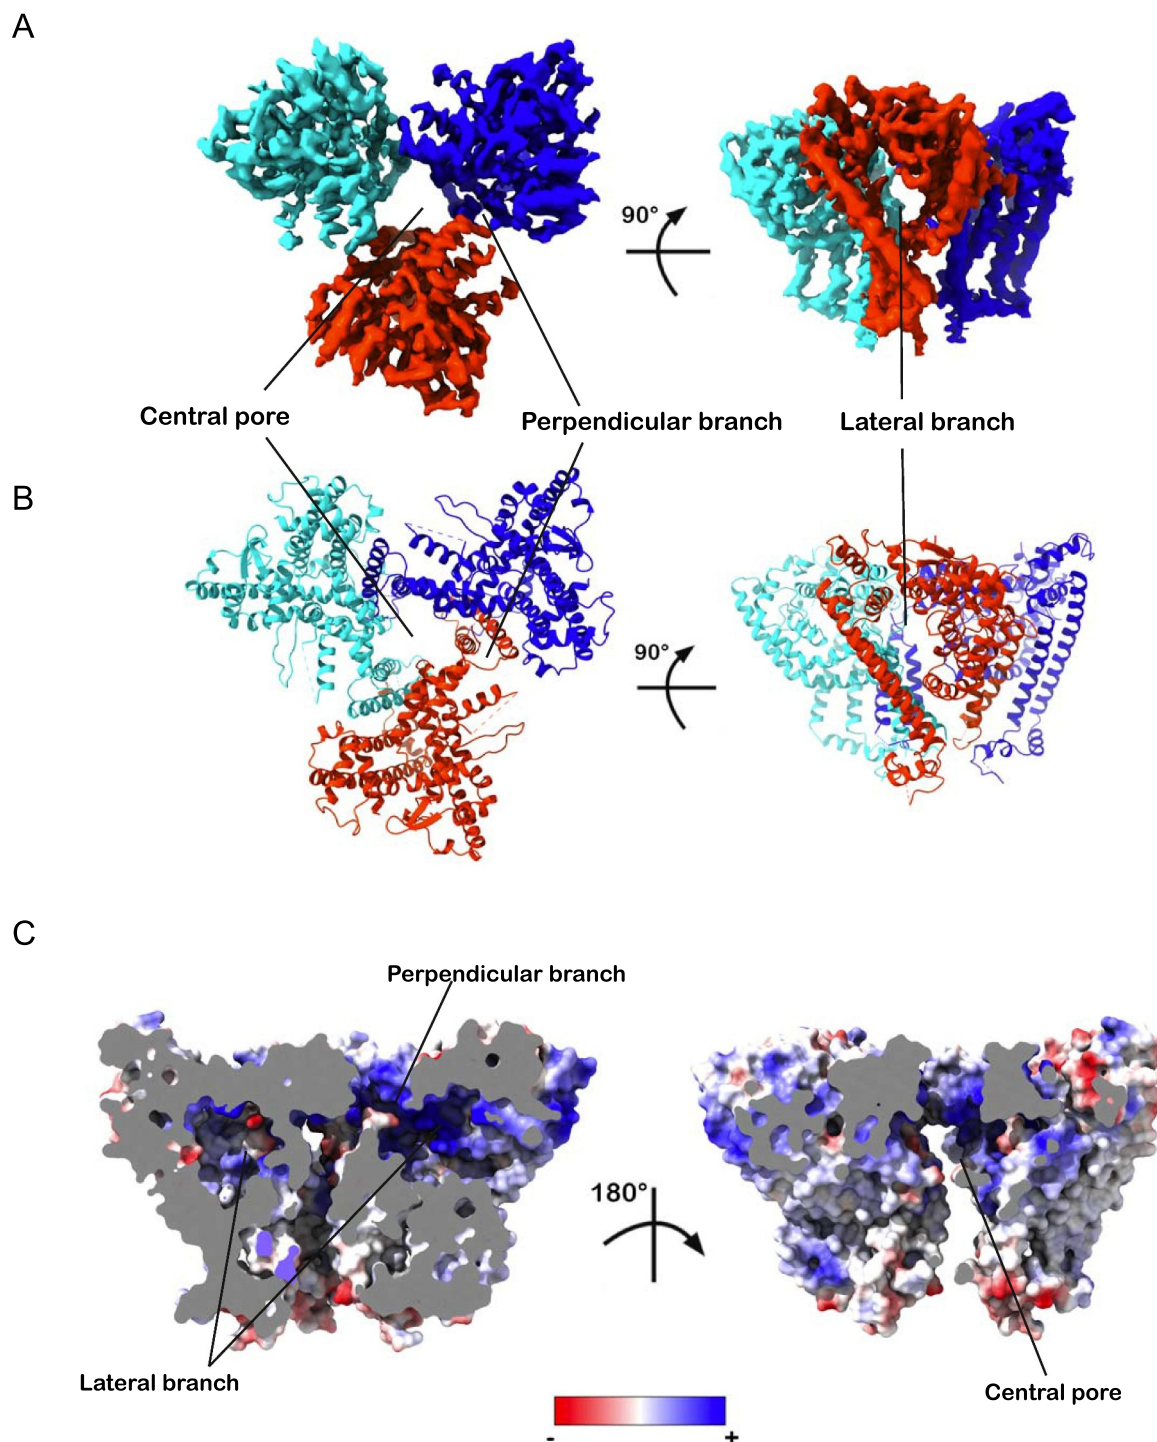 A
90°
Central pore
Perpendicular branch
Lateral branch
B
90°
C
Perpendicular branch
180°
Lateral branch
Central pore
- +